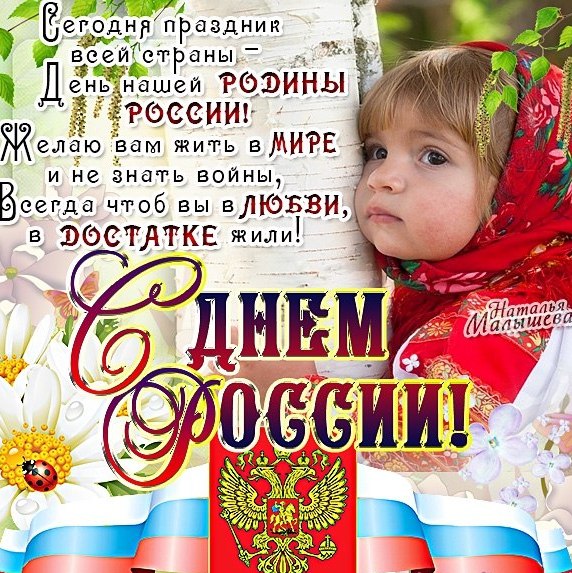 Сегодня праздник
всей страны –
День нашей РОДИНЫ
РОССИИ!
Желаю вам жить в МИРЕ
и не знать войны,
Всегда чтоб вы в ЛЮБВИ,
в ДОСТАТКЕ жили!
Наталья
Малышева
С ДНЕМ
РОССИИ!